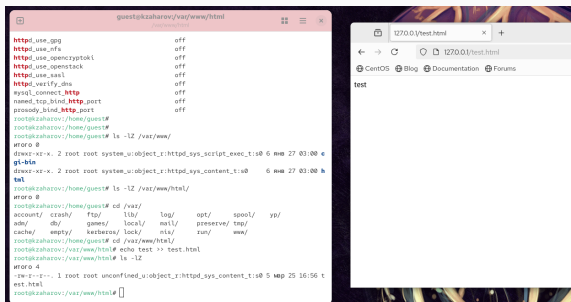 guest@kzaharov:/var/www/html
httpd_use_gpg off
httpd_use_nfs off
httpd_use_opencryptoki off
httpd_use_openstack off
httpd_use_sasl off
httpd_verify_dns off
mysql_connect_http off
named_tcp_bind_http_port off
prosody_bind_http_port off
root@kzaharov:/home/guest#
root@kzaharov:/home/guest#
root@kzaharov:/home/guest# ls -lZ /var/www/
итого 0
drwxr-xr-x. 2 root root system_u:object_r:httpd_sys_script_exec_t:s0 6 янв 27 03:00 c
gi-bin
drwxr-xr-x. 2 root root system_u:object_r:httpd_sys_content_t:s0 6 янв 27 03:00 h
tml
root@kzaharov:/home/guest# ls -lZ /var/www/html/
итого 0
root@kzaharov:/home/guest# cd /var/
account/ crash/ ftp/ lib/ log/ opt/ spool/ yp/
adm/ db/ games/ local/ mail/ preserve/ tmp/
cache/ empty/ kerberos/ lock/ nis/ run/ www/
root@kzaharov:/home/guest# cd /var/www/html/
root@kzaharov:/var/www/html# echo test >> test.html
root@kzaharov:/var/www/html# ls -lZ
итого 4
-rw-r--r--. 1 root root unconfined_u:object_r:httpd_sys_content_t:s0 5 мар 25 16:56 t
est.html
root@kzaharov:/var/www/html#
127.0.0.1/test.html × +
127.0.0.1/test.html
CentOS Blog Documentation Forums
test